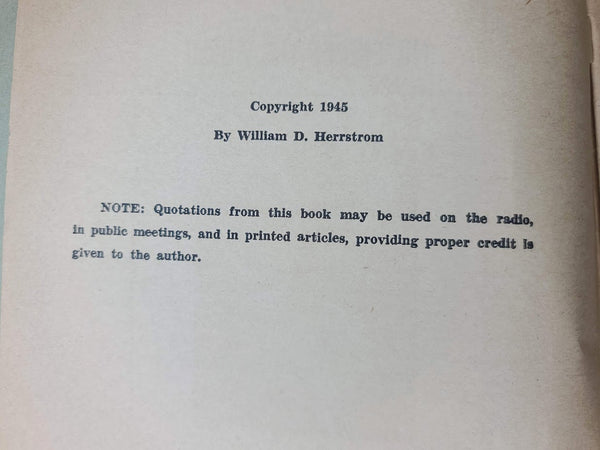 Copyright 1945
By William D. Herrstrom
NOTE: Quotations from this book may be used on the radio,
in public meetings, and in printed articles, providing proper credit is
given to the author.